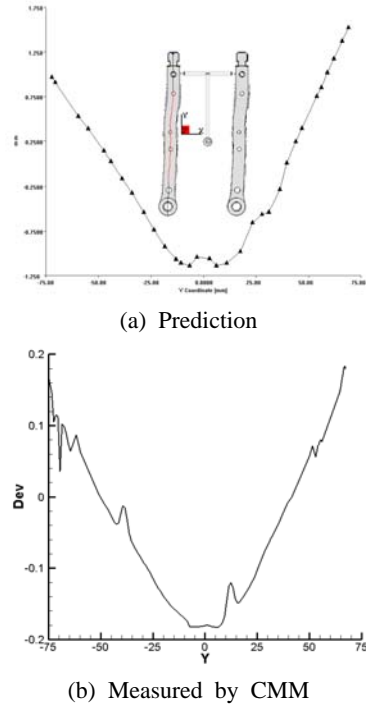 1.750
1.250
0.7500
0.2500
-0.2500
-0.7500
-1.250
mm
Y
X
-75.00 -50.00 -25.00 0.0000 25.00 50.00 75.00
Y Coordinate [mm]
(a) Prediction
0.2
0.1
0
-0.1
-0.2
Dev
-75 -50 -25 0 25 50 75
Y
(b) Measured by CMM